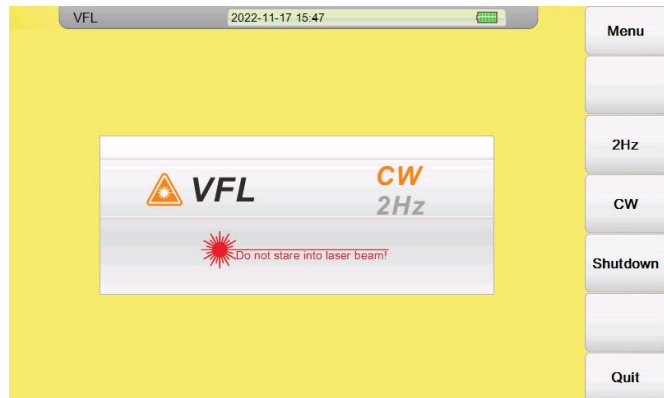 VFL 2022-11-17 15:47
VFL
CW
2Hz
Do not stare into laser beam!
Menu
2Hz
CW
Shutdown
Quit